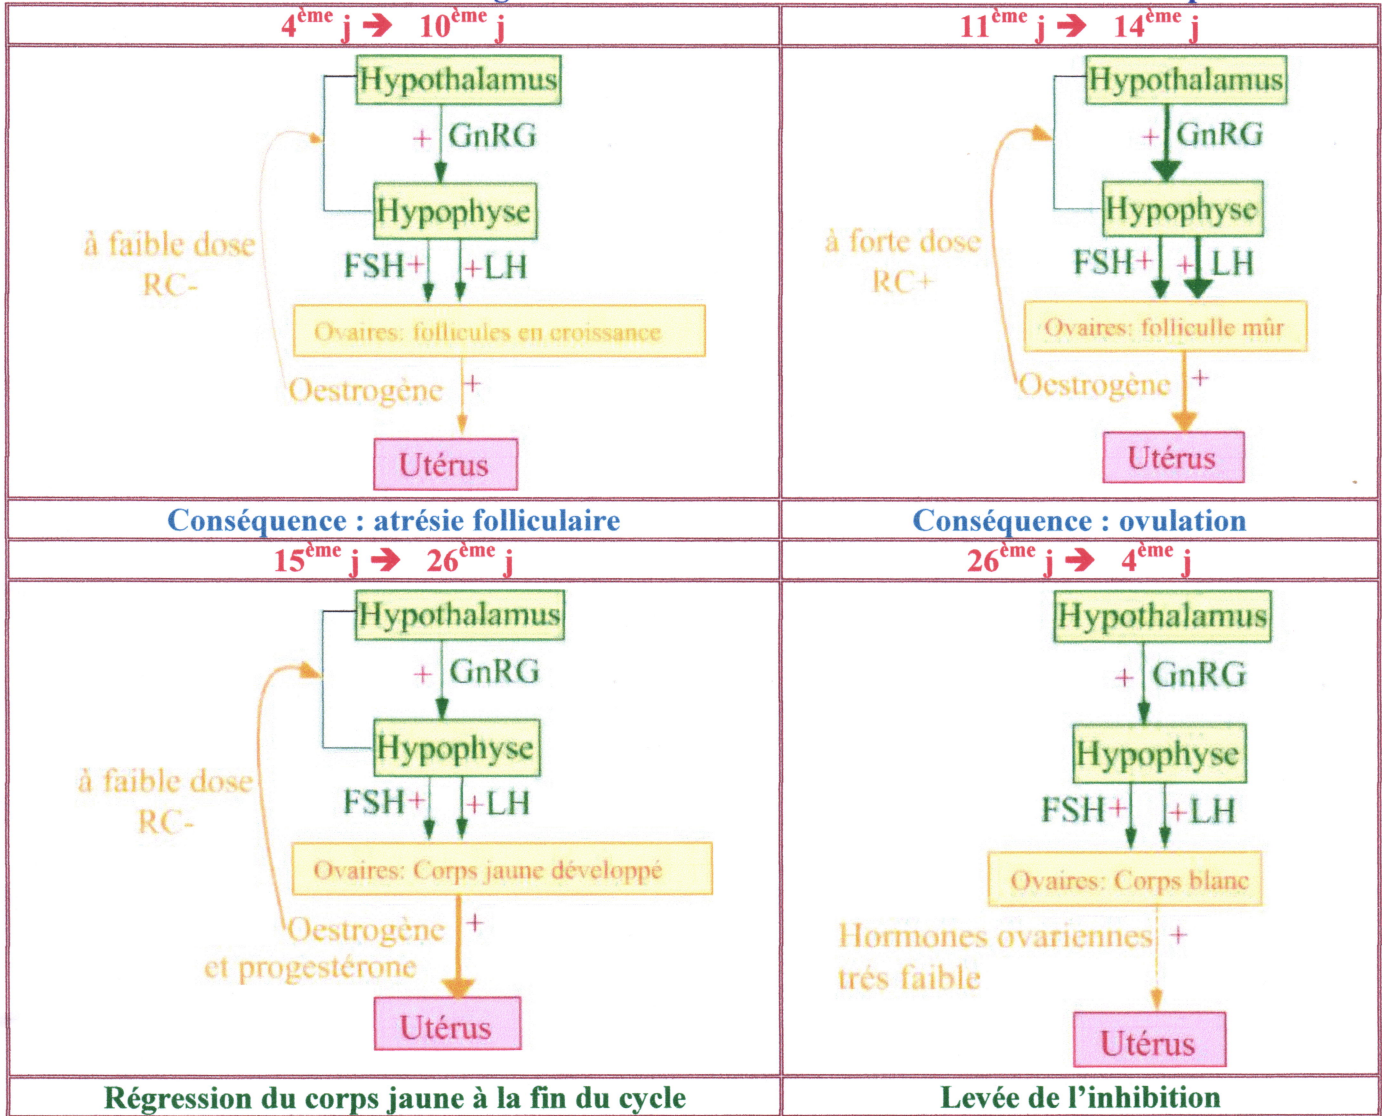 4ème j ➔ 10ème j
11ème j ➔ 14ème j
Hypothalamus
+ GnRG
Hypophyse
à faible dose
RC-
FSH+ +LH
Ovaires: follicules en croissance
Oestrogène +
Utérus
Hypothalamus
+ GnRG
Hypophyse
à forte dose
RC+
FSH+ + LH
Ovaires: folliculle mûr
Oestrogène +
Utérus
Conséquence : atrésie folliculaire
Conséquence : ovulation
15ème j ➔ 26ème j
26ème j ➔ 4ème j
Hypothalamus
+ GnRG
Hypophyse
à faible dose
RC-
FSH+ +LH
Ovaires: Corps jaune développé
Oestrogène +
et progestérone
Utérus
Hypothalamus
+ GnRG
Hypophyse
FSH+ +LH
Ovaires: Corps blanc
Hormones ovariennes +
trés faible
Utérus
Régression du corps jaune à la fin du cycle
Levée de l'inhibition